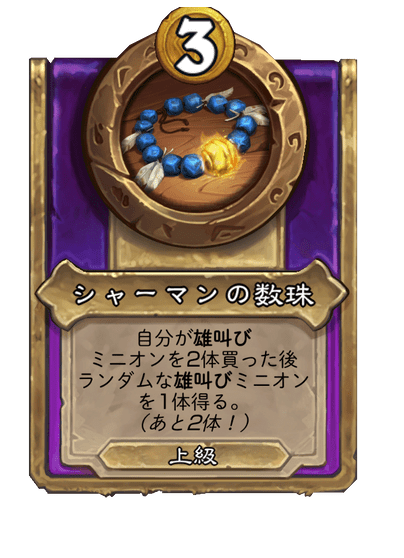 3
シャーマンの数珠
自分が雄叫び
ミニオンを2体買った後
ランダムな雄叫びミニオン
を1体得る。
(あと2体！)
上級